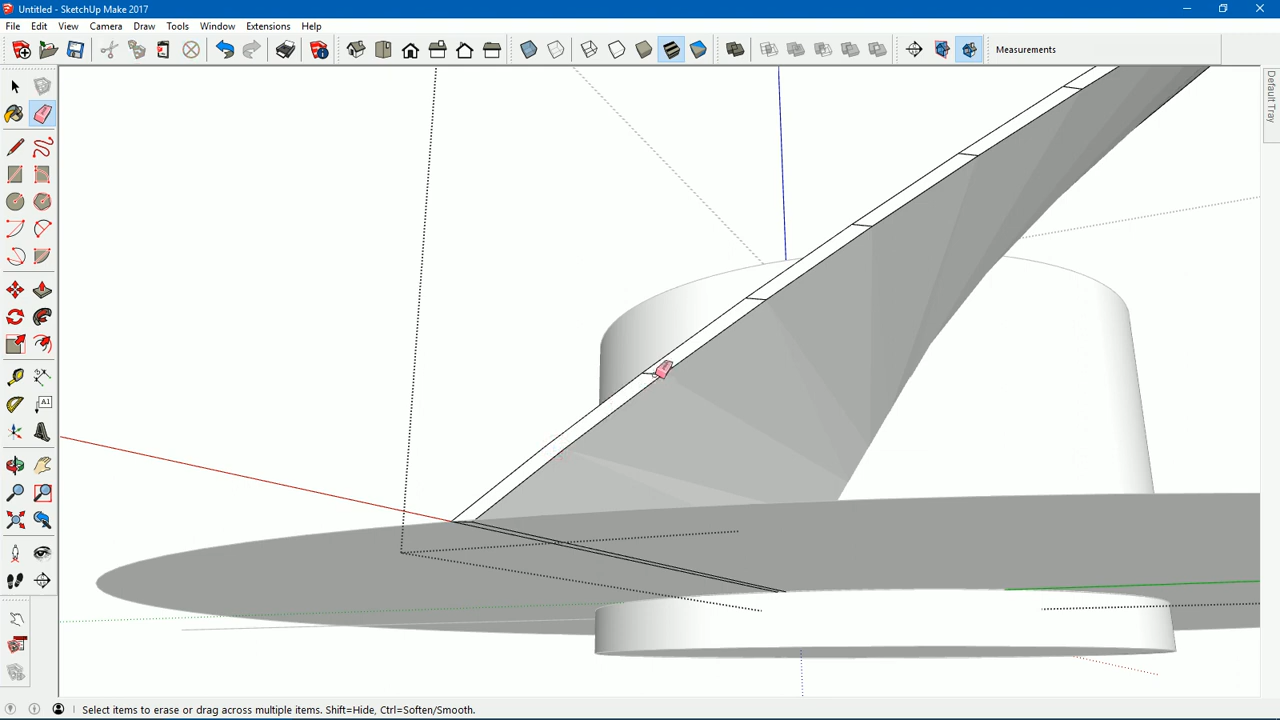 Untitled - SketchUp Make 2017
File Edit View Camera Draw Tools Window Extensions Help
Measurements
Default Tray
A1
Select items to erase or drag across multiple items. Shift=Hide, Ctrl=Soften/Smooth.